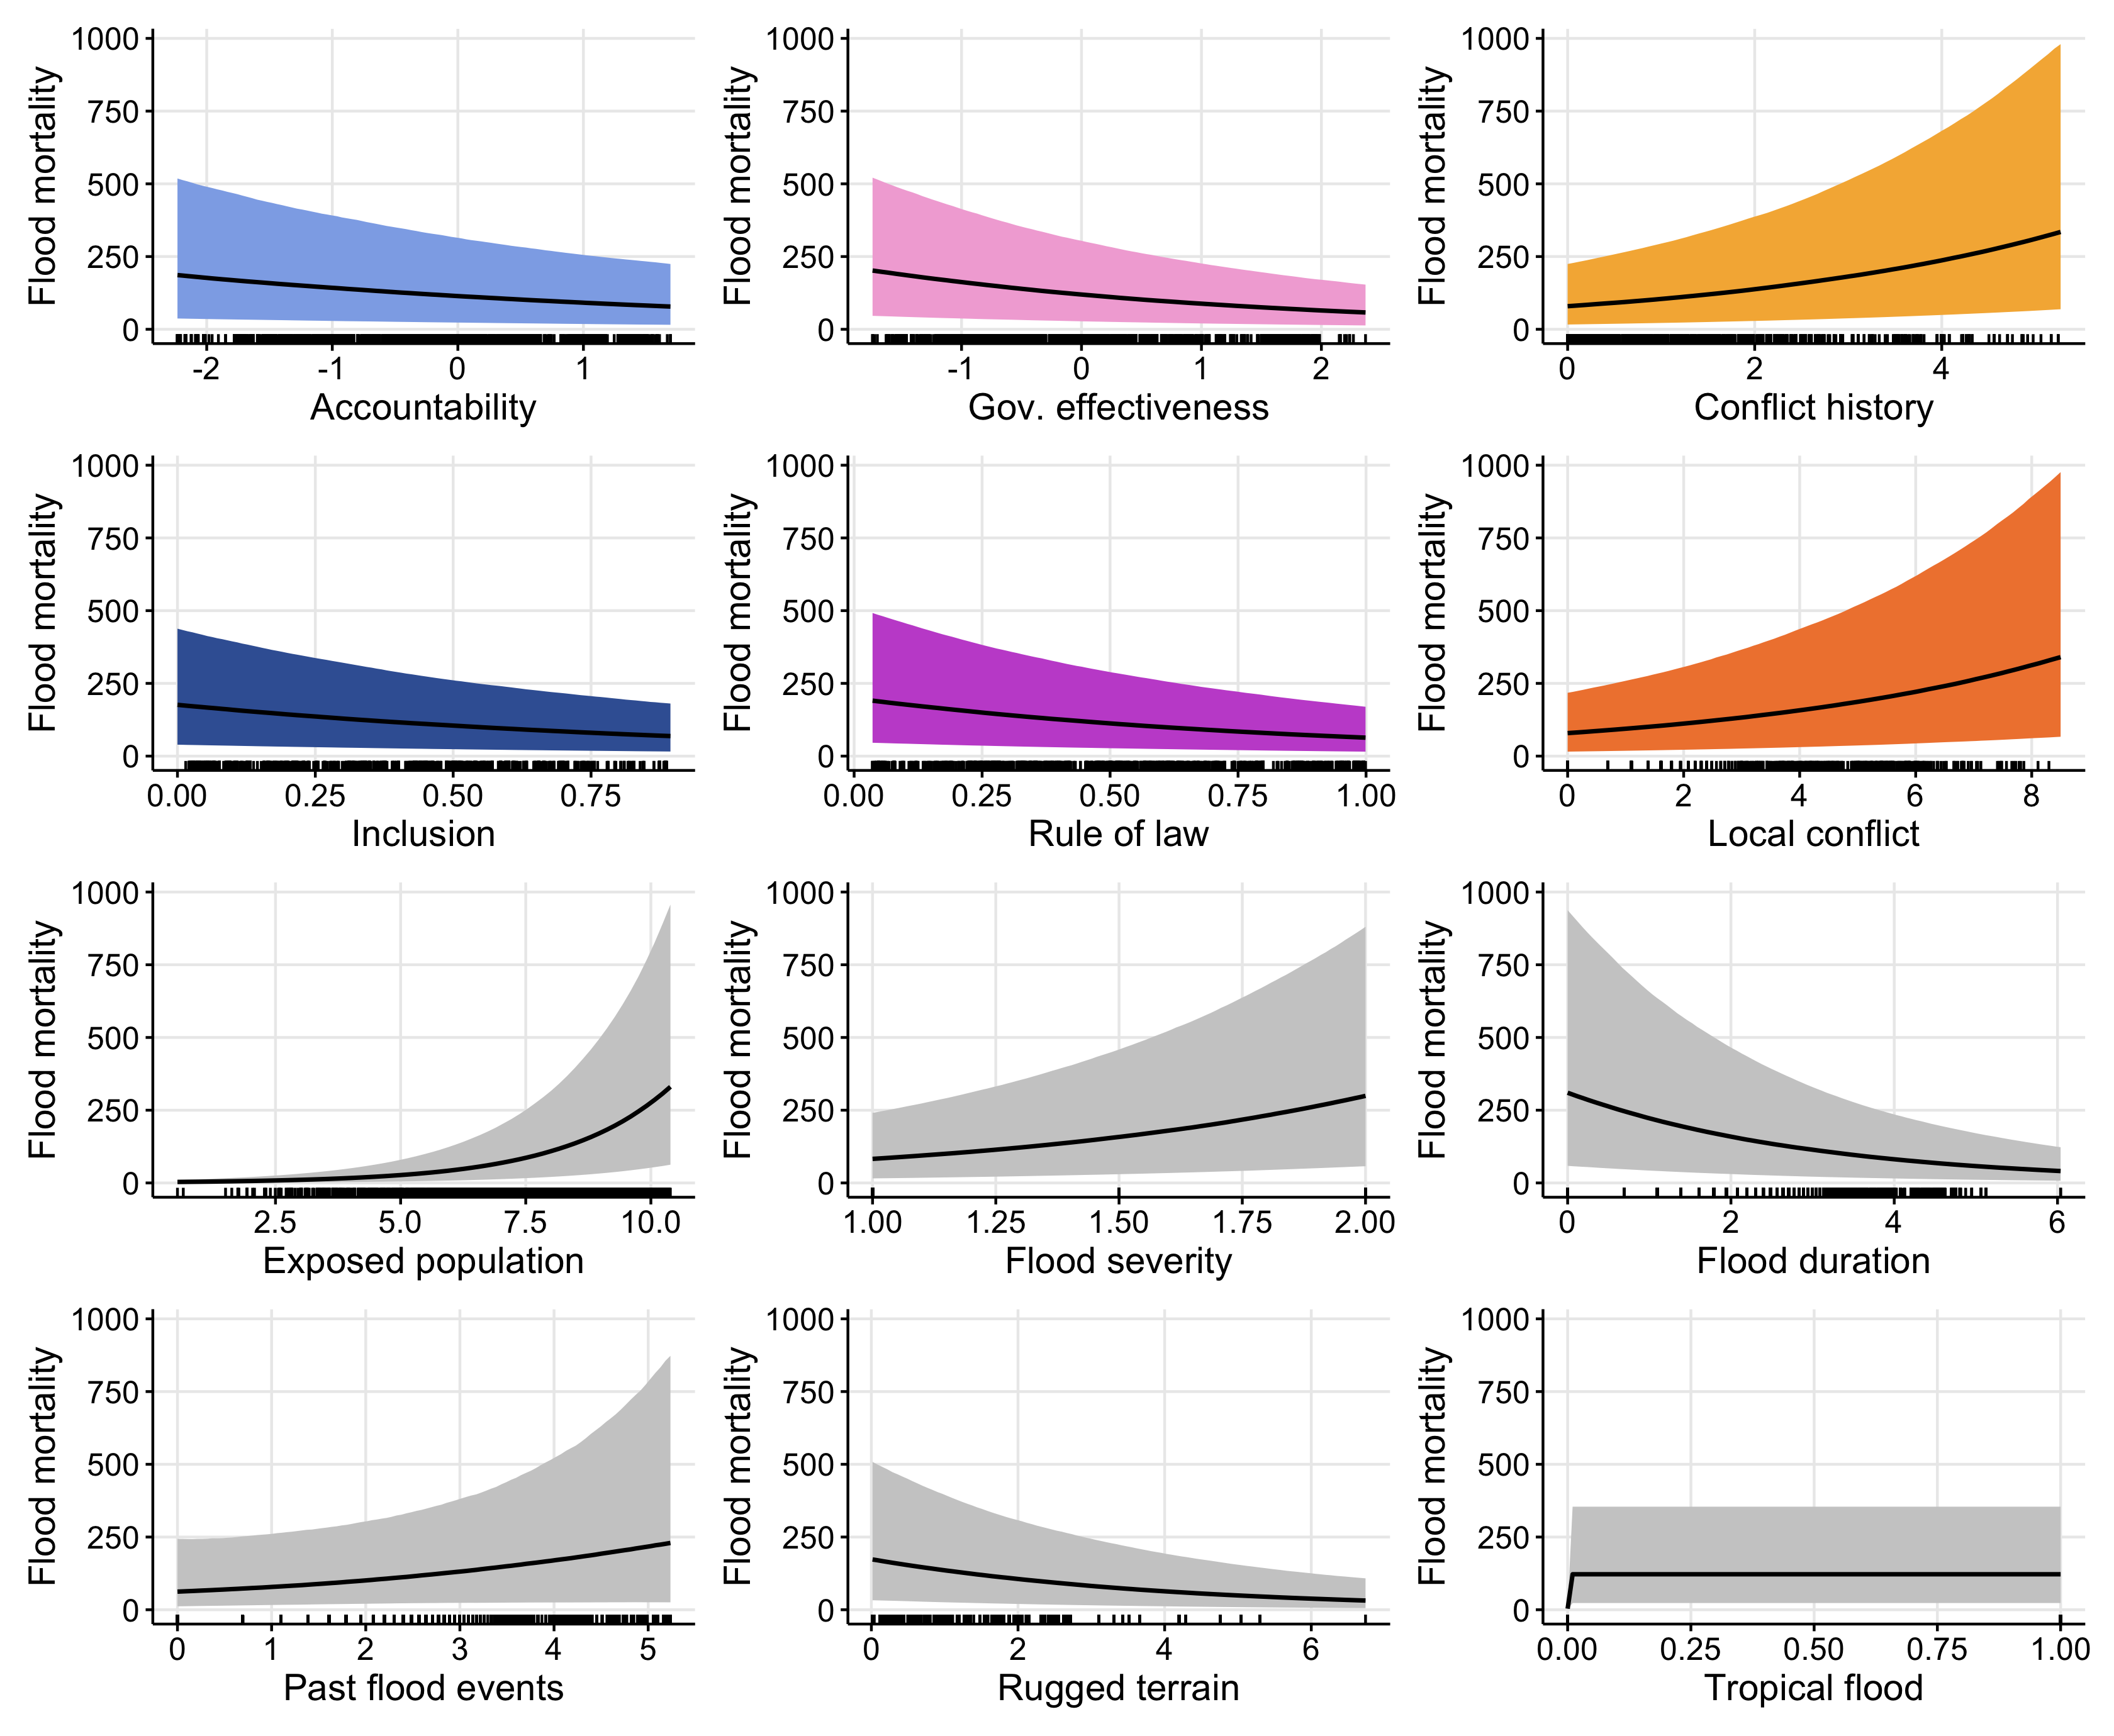 1000
750
500
250
0
Flood mortality
-2 -1 0 1
Accountability
1000
750
500
250
0
Flood mortality
-1 0 1 2
Gov. effectiveness
1000
750
500
250
0
Flood mortality
0 2 4
Conflict history
1000
750
500
250
0
Flood mortality
0.00 0.25 0.50 0.75
Inclusion
1000
750
500
250
0
Flood mortality
0.00 0.25 0.50 0.75 1.00
Rule of law
1000
750
500
250
0
Flood mortality
0 2 4 6 8
Local conflict
1000
750
500
250
0
Flood mortality
2.5 5.0 7.5 10.0
Exposed population
1000
750
500
250
0
Flood mortality
1.00 1.25 1.50 1.75 2.00
Flood severity
1000
750
500
250
0
Flood mortality
0 2 4 6
Flood duration
1000
750
500
250
0
Flood mortality
0 1 2 3 4 5
Past flood events
1000
750
500
250
0
Flood mortality
0 2 4 6
Rugged terrain
1000
750
500
250
0
Flood mortality
0.00 0.25 0.50 0.75 1.00
Tropical flood